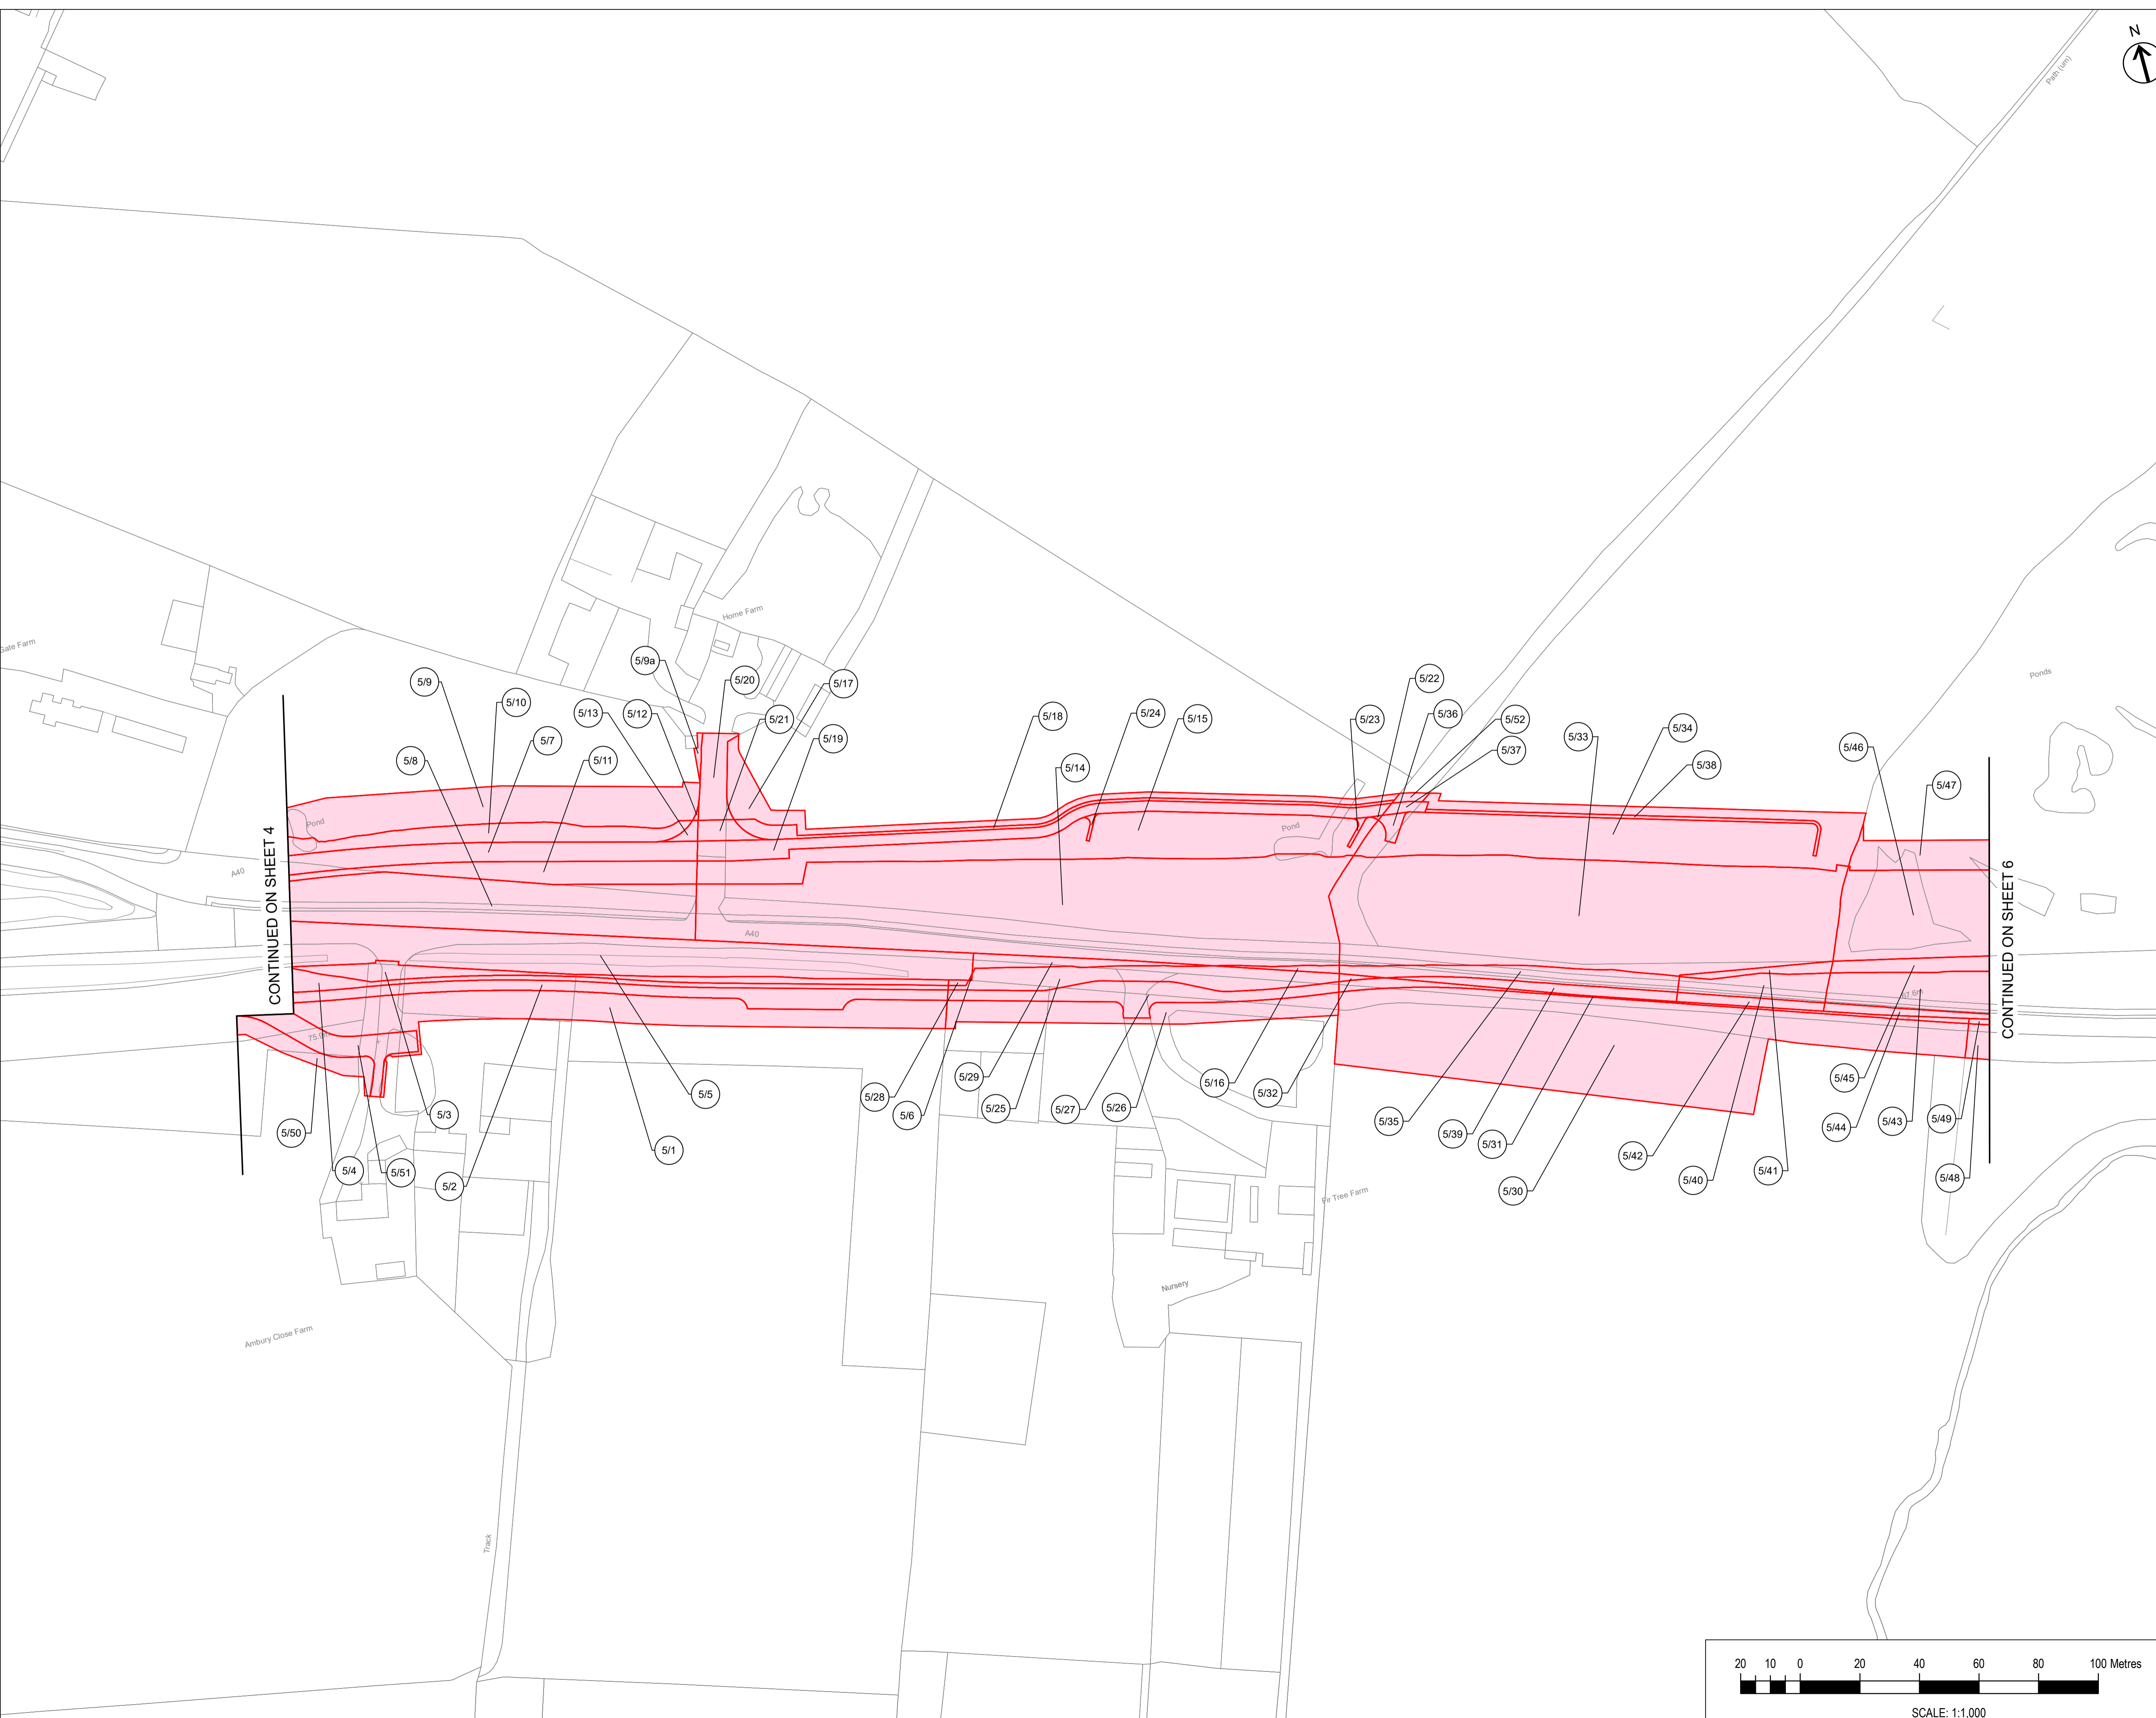 N
Path (um)
Home Farm
Gate Farm
5/9a
5/9
5/20
5/17
5/22
Ponds
5/10
5/13
5/12
5/21
5/18
5/24
5/15
5/23
5/36
5/52
5/7
5/19
5/33
5/34
5/37
5/8
5/11
5/14
5/46
5/38
5/47
Pond
Pond
A40
CONTINUED ON SHEET 4
CONTINUED ON SHEET 6
A40
5/29
5/16
5/32
5/28
5/6
5/25
5/27
5/26
5/3
5/5
5/45
5/50
5/35
5/39
5/31
5/44
5/43
5/49
5/4
5/51
5/2
5/1
5/42
5/40
5/41
5/48
5/30
Fir Tree Farm
Nursery
Ambury Close Farm
Track
20 10 0 20 40 60 80 100 Metres
SCALE: 1:1,000